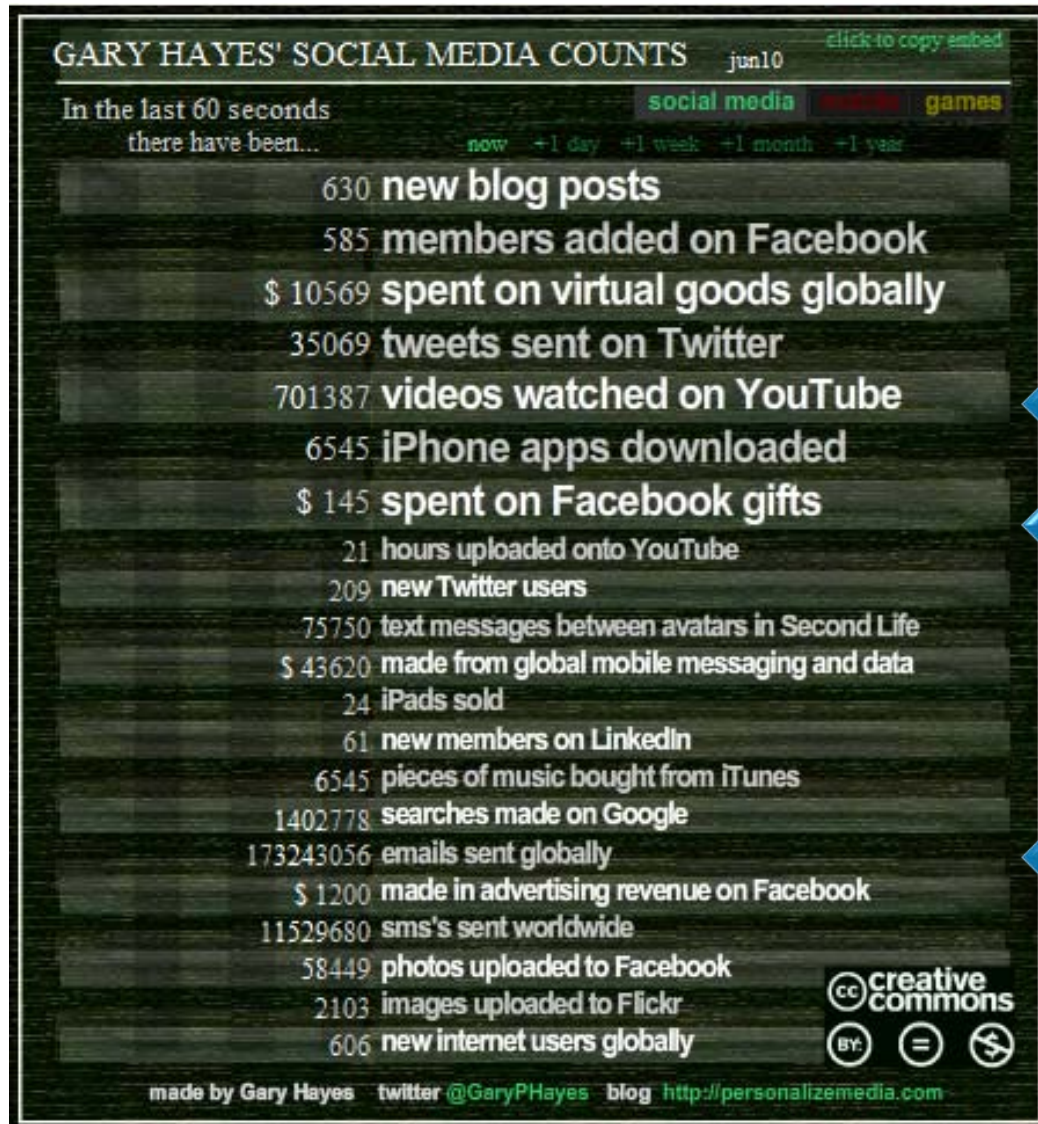 GARY HAYES' SOCIAL MEDIA COUNTS jun10 click to copy embed
social media mobile games
In the last 60 seconds
there have been...
now +1 day +1 week +1 month +1 year
630 new blog posts
585 members added on Facebook
$ 10569 spent on virtual goods globally
35069 tweets sent on Twitter
701387 videos watched on YouTube
6545 iPhone apps downloaded
$ 145 spent on Facebook gifts
21 hours uploaded onto YouTube
209 new Twitter users
75750 text messages between avatars in Second Life
$ 43620 made from global mobile messaging and data
24 iPads sold
61 new members on LinkedIn
6545 pieces of music bought from iTunes
1402778 searches made on Google
173243056 emails sent globally
$ 1200 made in advertising revenue on Facebook
11529680 sms's sent worldwide
58449 photos uploaded to Facebook
2103 images uploaded to Flickr
606 new internet users globally
cc creative
commons
BY: = $
made by Gary Hayes twitter @GaryPHayes blog http://personalizemedia.com